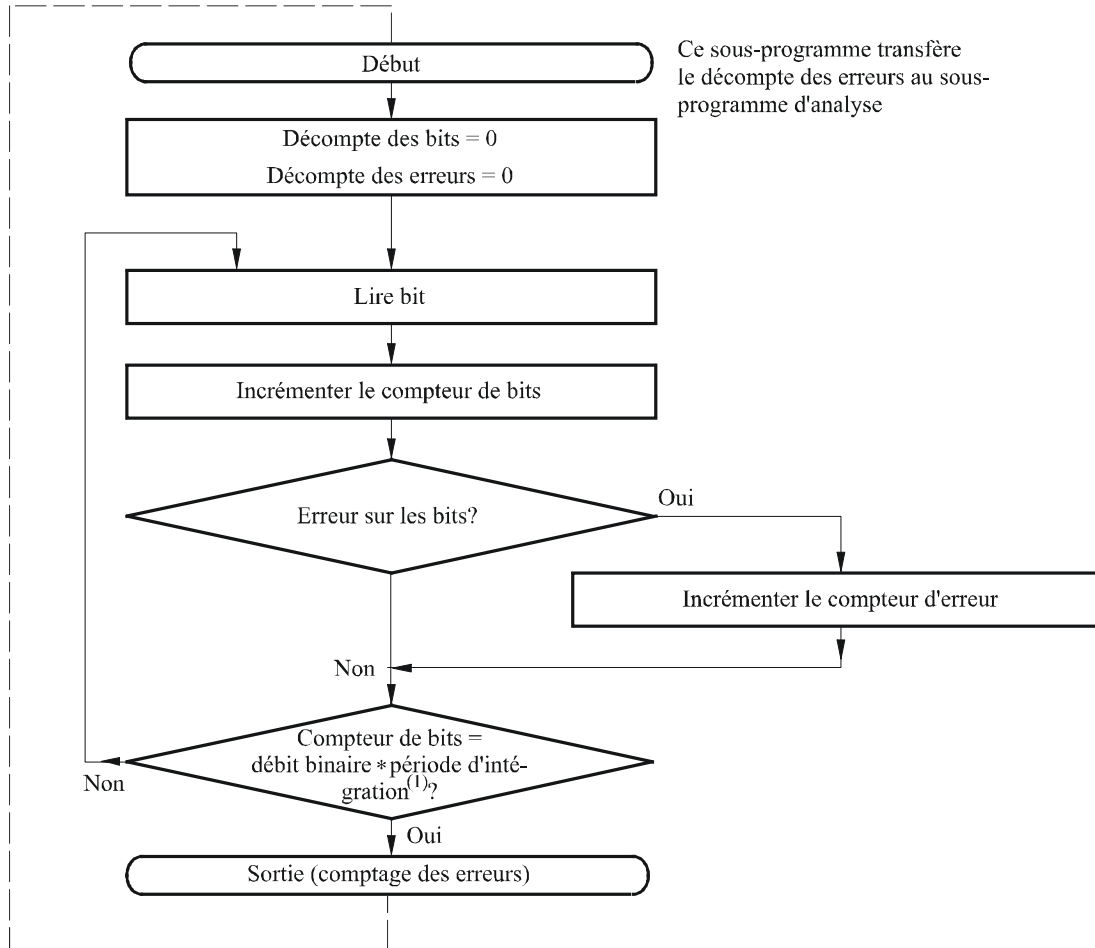 Début
Ce sous-programme transfère
le décompte des erreurs au sous-
programme d'analyse
Décompte des bits = 0
Décompte des erreurs = 0
Lire bit
Incrémenter le compteur de bits
Erreur sur les bits?
Oui
Incrémenter le compteur d'erreur
Non
Compteur de bits =
débit binaire * période d'inté-
gration(1)?
Non
Oui
Sortie (comptage des erreurs)